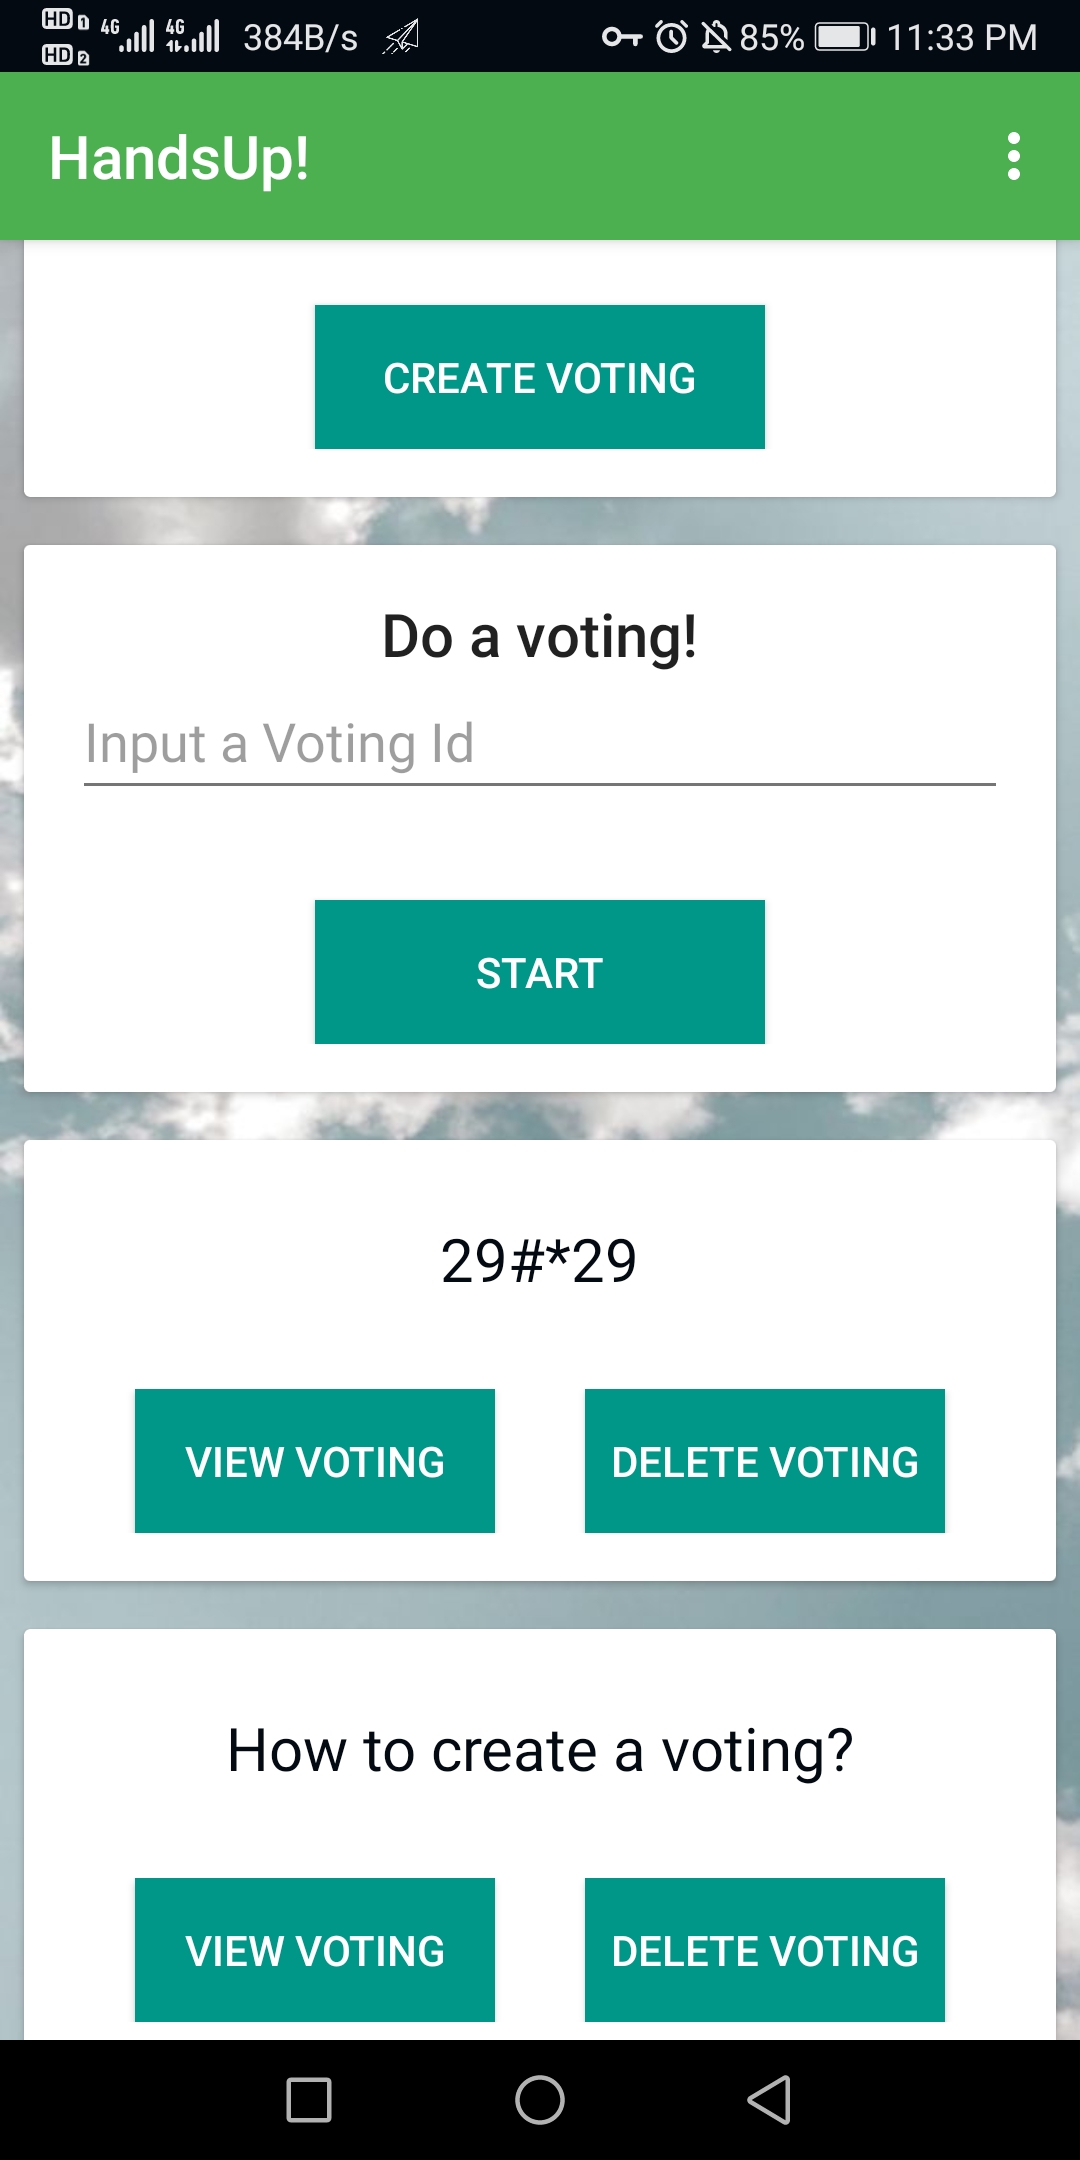 HD 1 4G 4G 384B/s 85% 11:33 PM
HD 2
HandsUp!
CREATE VOTING
Do a voting!
Input a Voting Id
START
29#*29
VIEW VOTING DELETE VOTING
How to create a voting?
VIEW VOTING DELETE VOTING